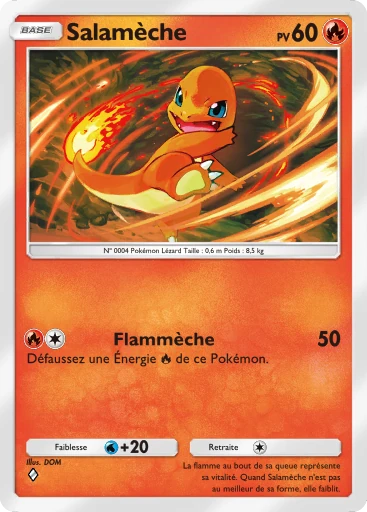 BASE Salamèche PV 60
N° 0004 Pokémon Lézard Taille : 0,6 m Poids : 8,5 kg
Flammèche 50
Défaussez une Énergie de ce Pokémon.
Faiblesse +20 Retraite
Illus. DOM
La flamme au bout de sa queue représente
sa vitalité. Quand Salamèche n'est pas
au meilleur de sa forme, elle faiblit.